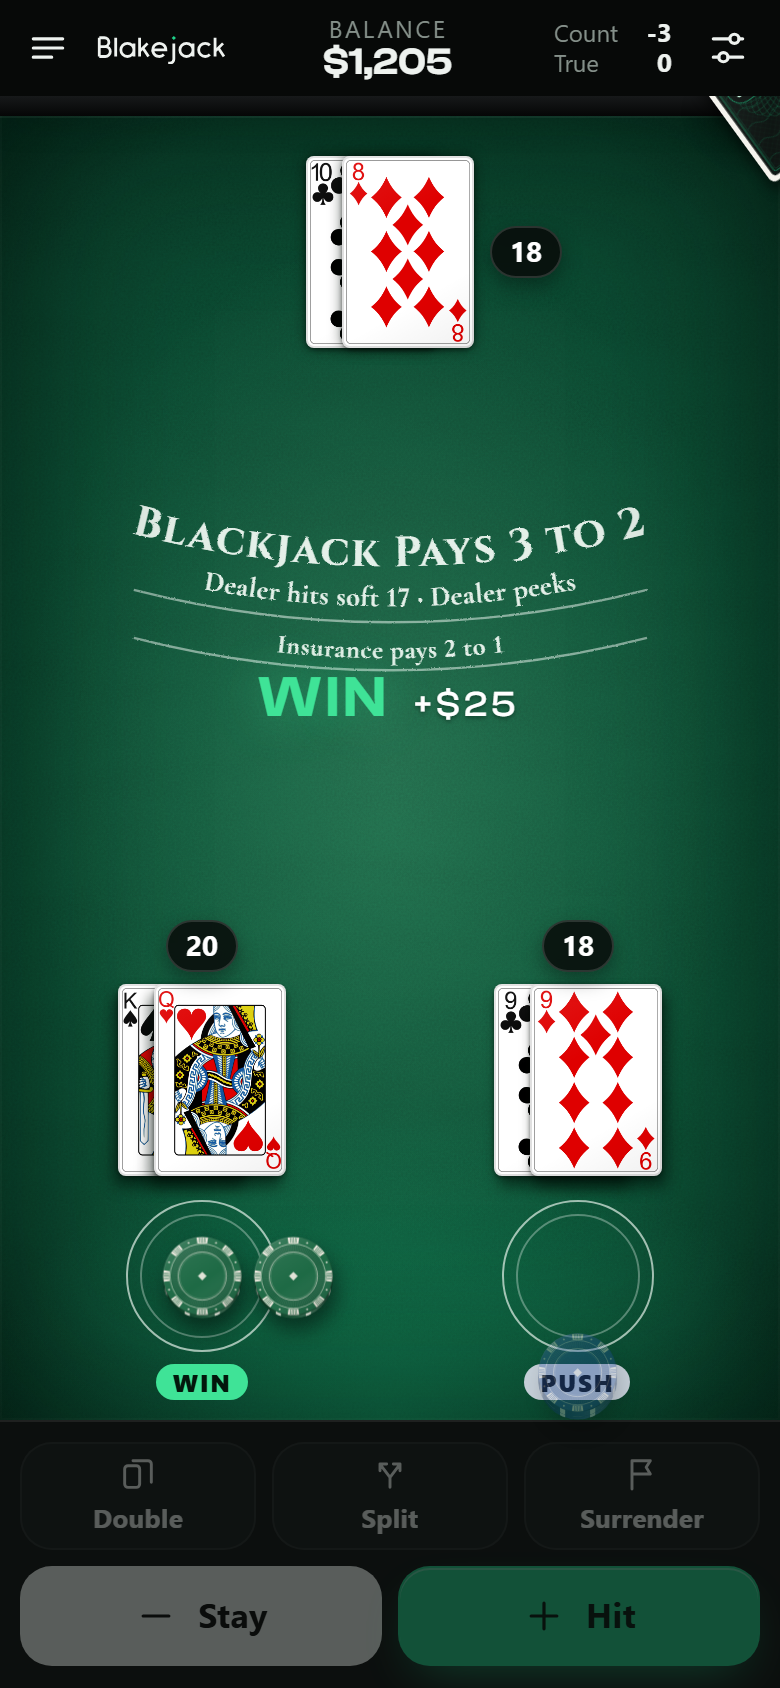 Blakejack
BALANCE
$1,205
Count -3
True 0
10
8
8
18
BLACKJACK PAYS 3 TO 2
Dealer hits soft 17 · Dealer peeks
Insurance pays 2 to 1
WIN +$25
20
18
K
Q
Q
9
9
9
WIN
PUSH
Double
Split
Surrender
Stay
Hit